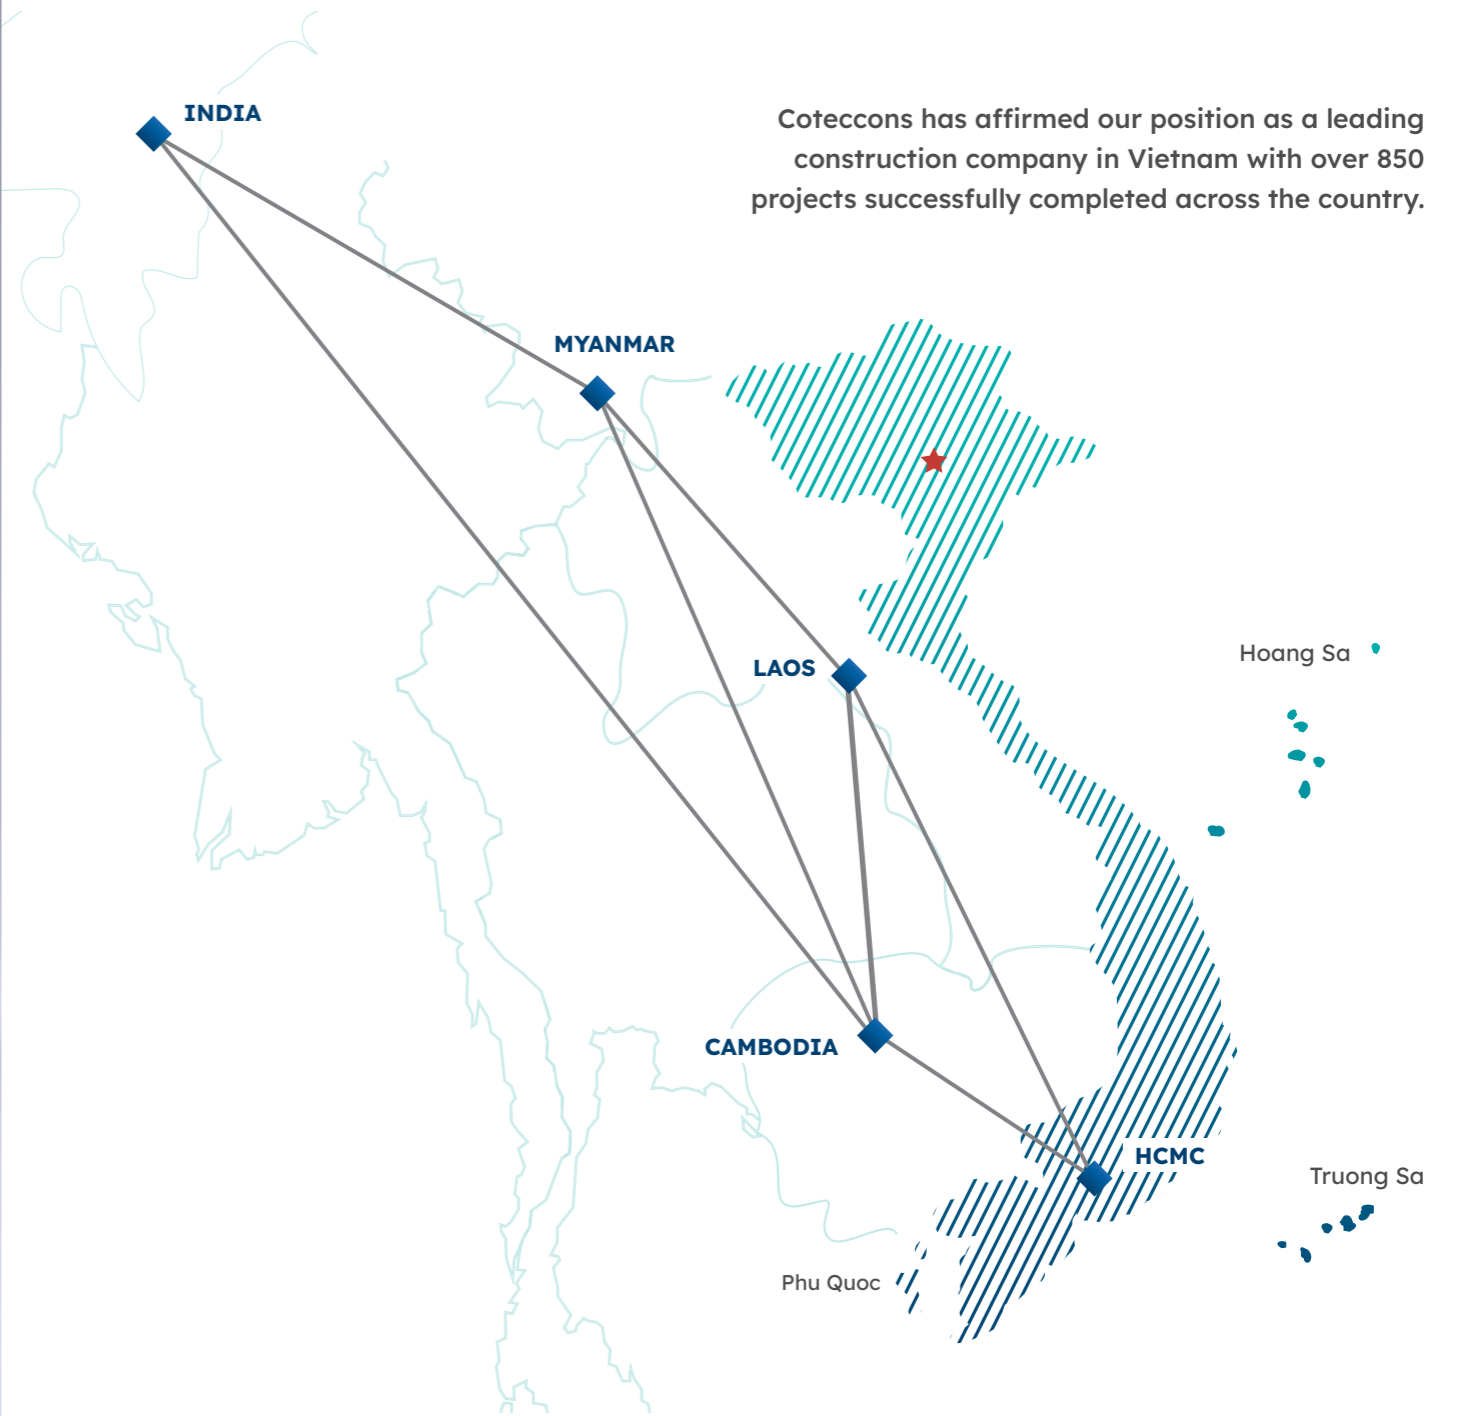 INDIA
Coteccons has affirmed our position as a leading
construction company in Vietnam with over 850
projects successfully completed across the country.
MYANMAR
LAOS
Hoang Sa
CAMBODIA
HCMC
Truong Sa
Phu Quoc